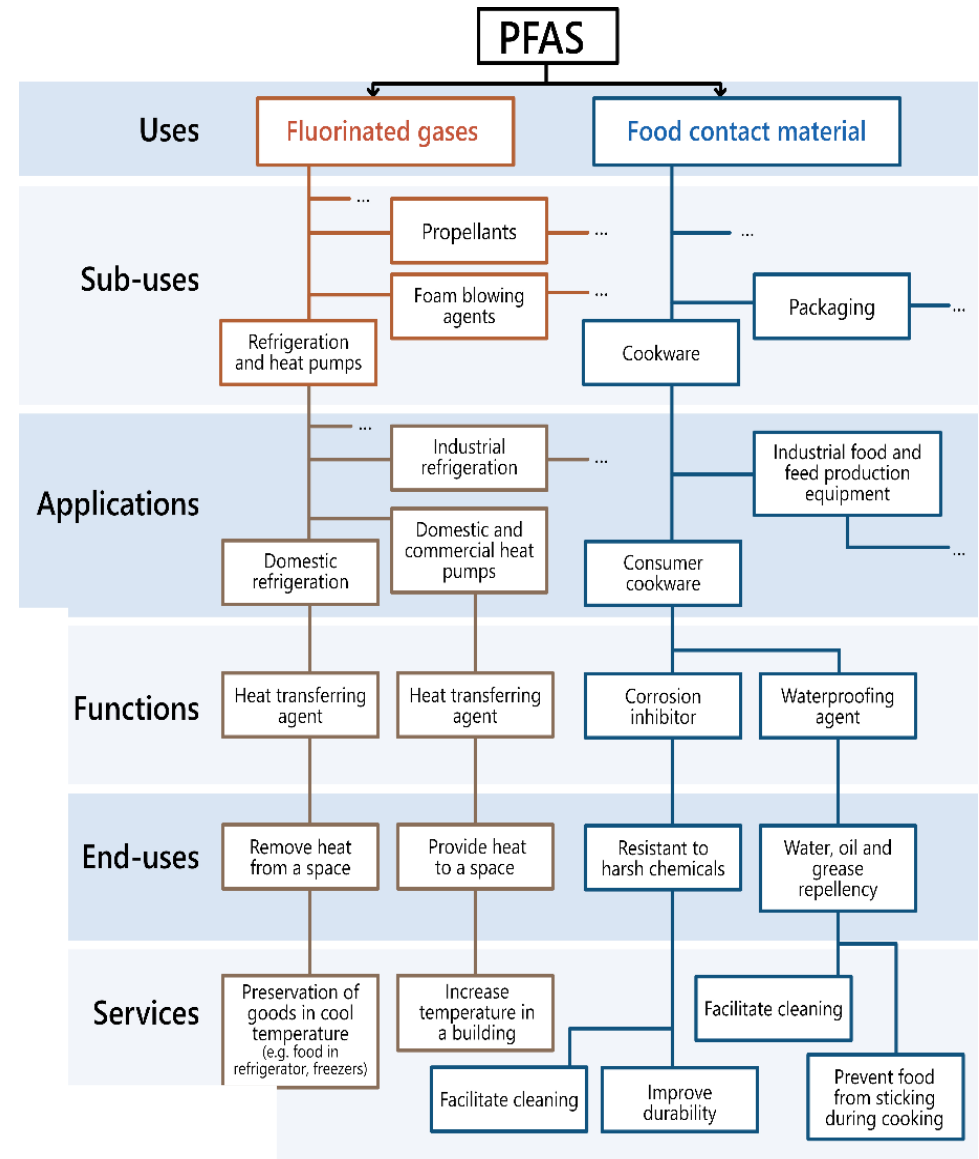 PFAS
Uses
Fluorinated gases
Food contact material
Sub-uses
...
Propellants
...
Foam blowing
agents
...
Refrigeration
and heat pumps
...
Packaging
...
Cookware
Applications
...
Industrial
refrigeration
...
Domestic and
commercial heat
pumps
Domestic
refrigeration
Industrial food and
feed production
equipment
...
Consumer
cookware
Functions
Heat transferring
agent
Heat transferring
agent
Corrosion
inhibitor
Waterproofing
agent
End-uses
Remove heat
from a space
Provide heat
to a space
Resistant to
harsh chemicals
Water, oil and
grease
repellency
Services
Preservation of
goods in cool
temperature
(e.g. food in
refrigerator, freezers)
Increase
temperature in
a building
Facilitate cleaning
Facilitate cleaning
Improve
durability
Prevent food
from sticking
during cooking